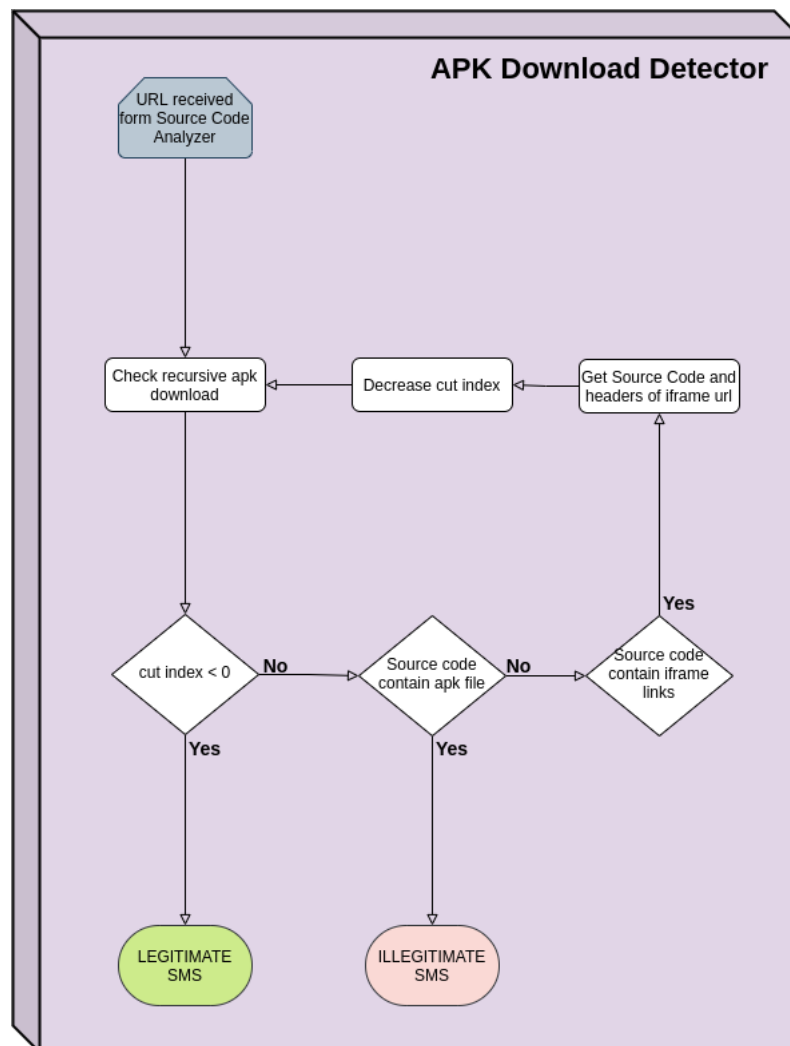 APK Download Detector
URL received
form Source Code
Analyzer
Check recursive apk
download
Decrease cut index
Get Source Code and
headers of iframe url
Yes
cut index < 0
No
Source code
contain apk file
No
Source code
contain iframe
links
Yes
Yes
LEGITIMATE
SMS
ILLEGITIMATE
SMS